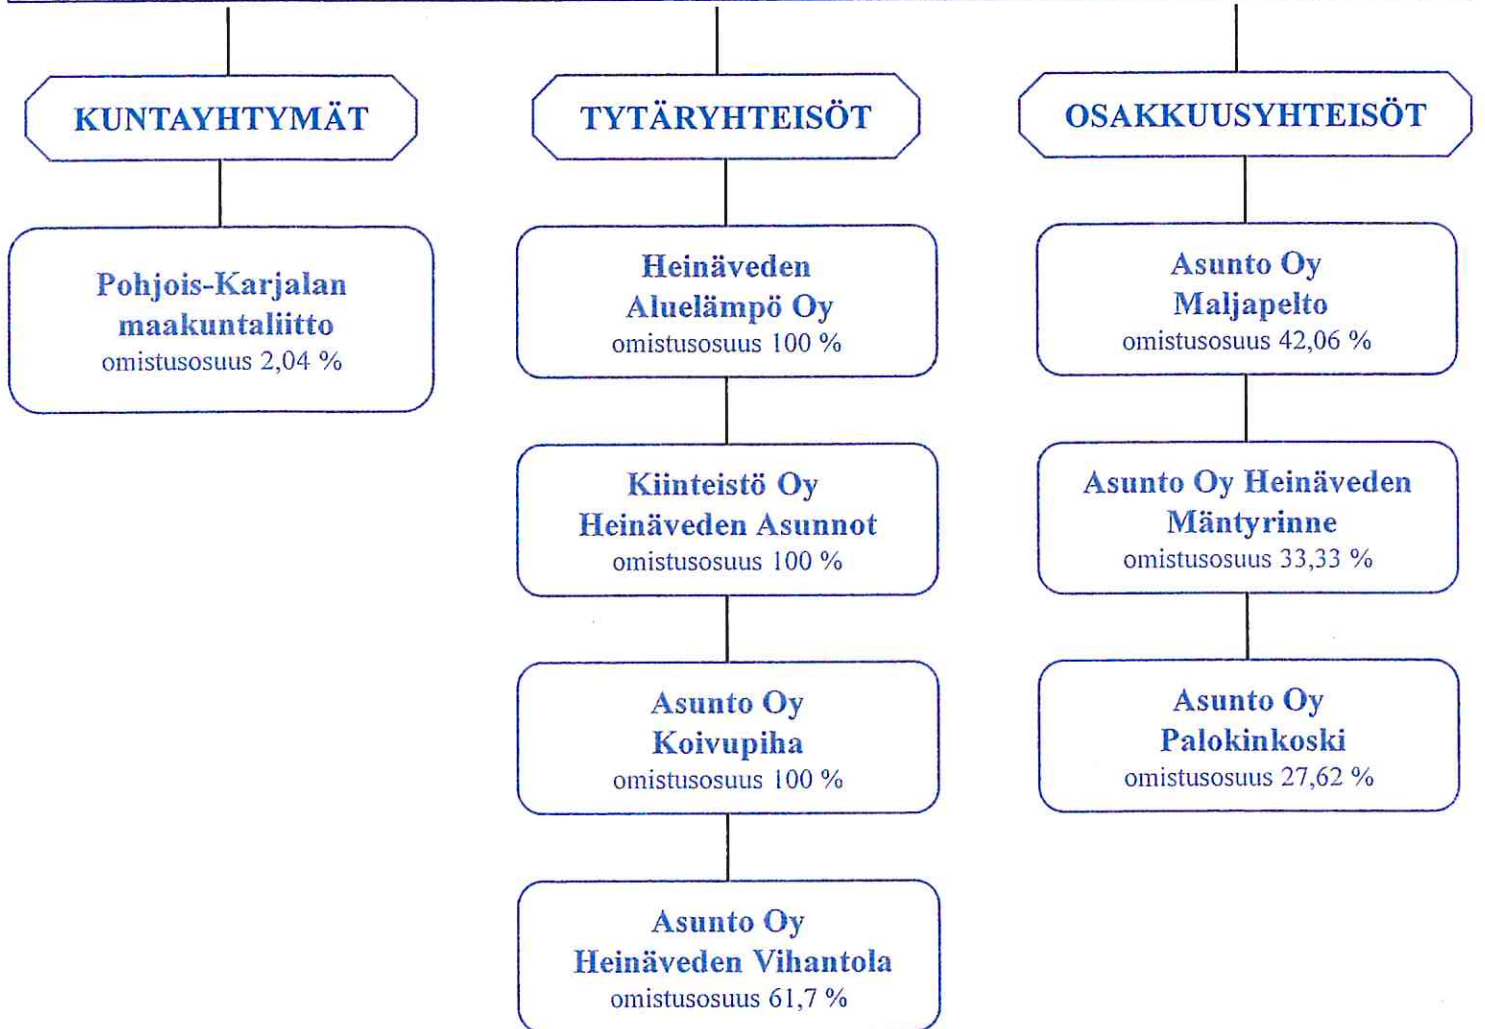 KUNTAYHTYMÄT
Pohjois-Karjalan
maakuntaliitto
omistusosuus 2,04 %
TYTÄRYHTEISÖT
Heinäveden
Aluelämpö Oy
omistusosuus 100 %
Kiinteistö Oy
Heinäveden Asunnot
omistusosuus 100 %
Asunto Oy
Koivupiha
omistusosuus 100 %
Asunto Oy
Heinäveden Vihantola
omistusosuus 61,7 %
OSAKKUUSYHTEISÖT
Asunto Oy
Maljapelto
omistusosuus 42,06 %
Asunto Oy Heinäveden
Mäntyrinne
omistusosuus 33,33 %
Asunto Oy
Palokinkoski
omistusosuus 27,62 %